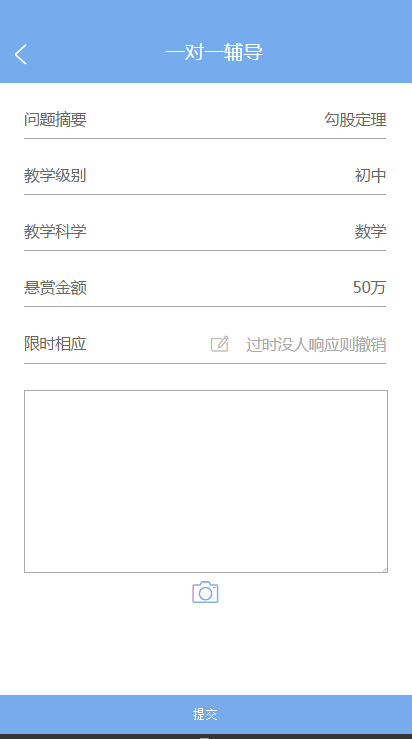 一对一辅导
问题摘要 勾股定理
教学级别 初中
教学科学 数学
悬赏金额 50万
限时相应 过时没人响应则撤销
提交